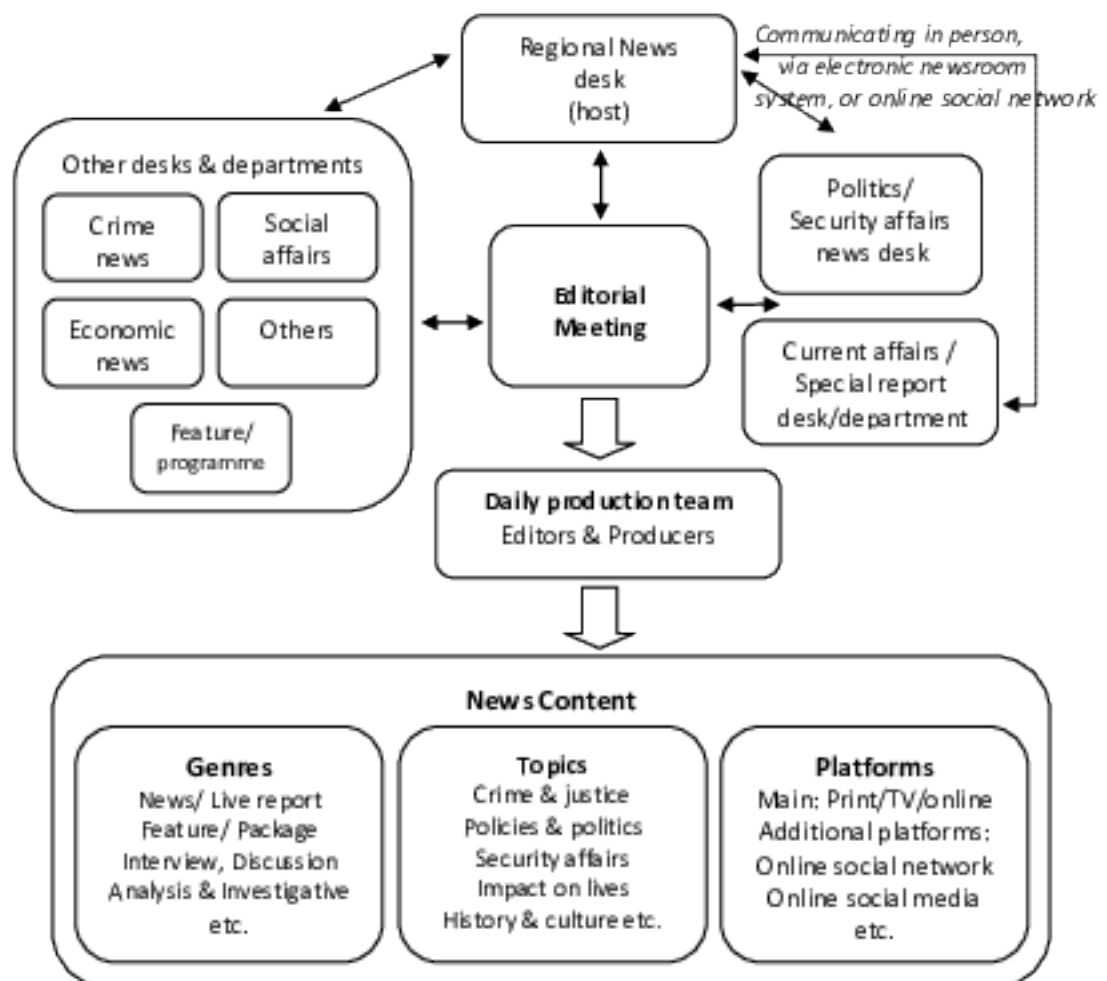 Regional News
desk
(host)
Communicating in person,
via electronic newsroom
system, or online social network
Other desks & departments
Crime
news
Social
affairs
Economic
news
Others
Feature/
programme
Editorial
Meeting
Politics/
Security affairs
news desk
Current affairs /
Special report
desk/department
Daily production team
Editors & Producers
News Content
Genres
News/ Live report
Feature/ Package
Interview, Discussion
Analysis & Investigative
etc.
Topics
Crime & justice
Policies & politics
Security affairs
Impact on lives
History & culture etc.
Platforms
Main: Print/TV/online
Additional platforms:
Online social network
Online social media
etc.